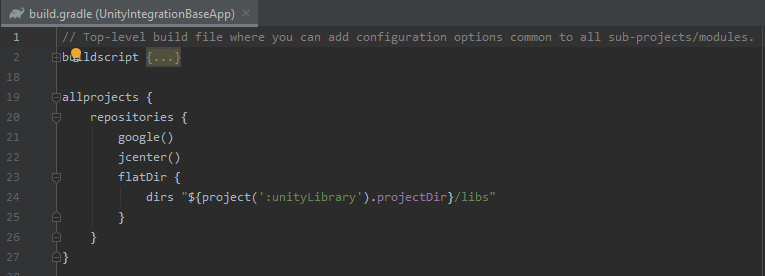 build.gradle (UnityIntegrationBaseApp) ×
1 // Top-level build file where you can add configuration options common to all sub-projects/modules.
2 buildscript {...}
18
19 allprojects {
20     repositories {
21         google()
22         jcenter()
23         flatDir {
24             dirs "${project(':unityLibrary').projectDir}/libs"
25         }
26     }
27 }
28